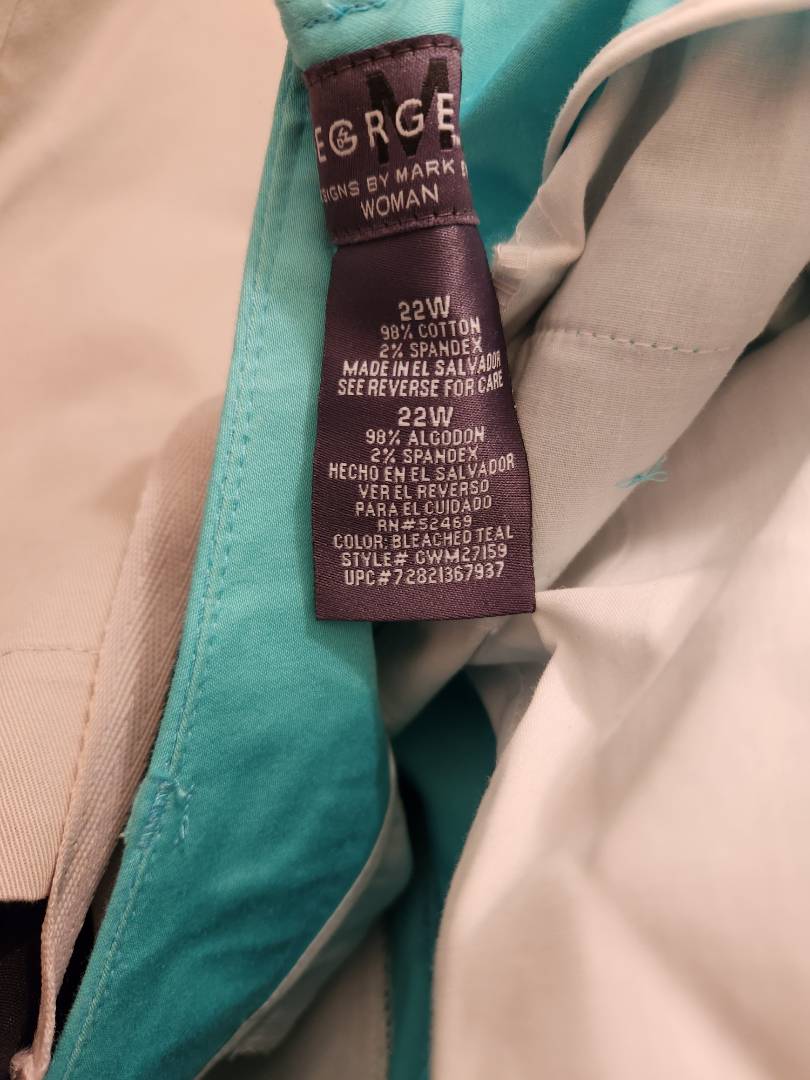 EORGE
M
SIGNS BY MARK
WOMAN
22W
98% COTTON
2% SPANDEX
MADE IN EL SALVADOR
SEE REVERSE FOR CARE
22W
98% ALGODON
2% SPANDEX
HECHO EN EL SALVADOR
VER EL REVERSO
PARA EL CUIDADO
RN#52469
COLOR: BLEACHED TEAL
STYLE# CWM27159
UPC#72821367937